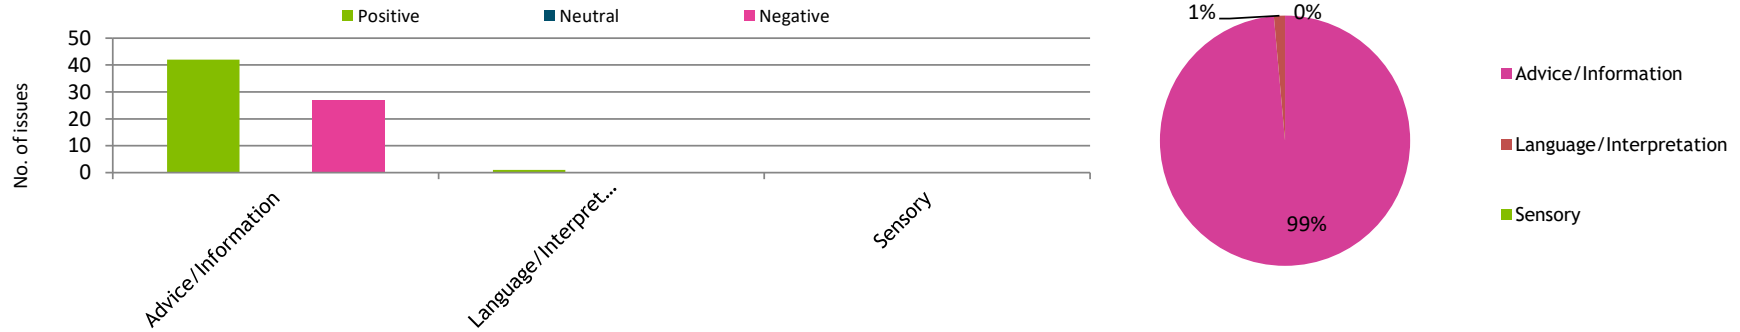 Positive
Neutral
Negative
No. of issues
50
40
30
20
10
0
Advice/Information
Language/Interpret...
Sensory
1%
0%
99%
Advice/Information
Language/Interpretation
Sensory